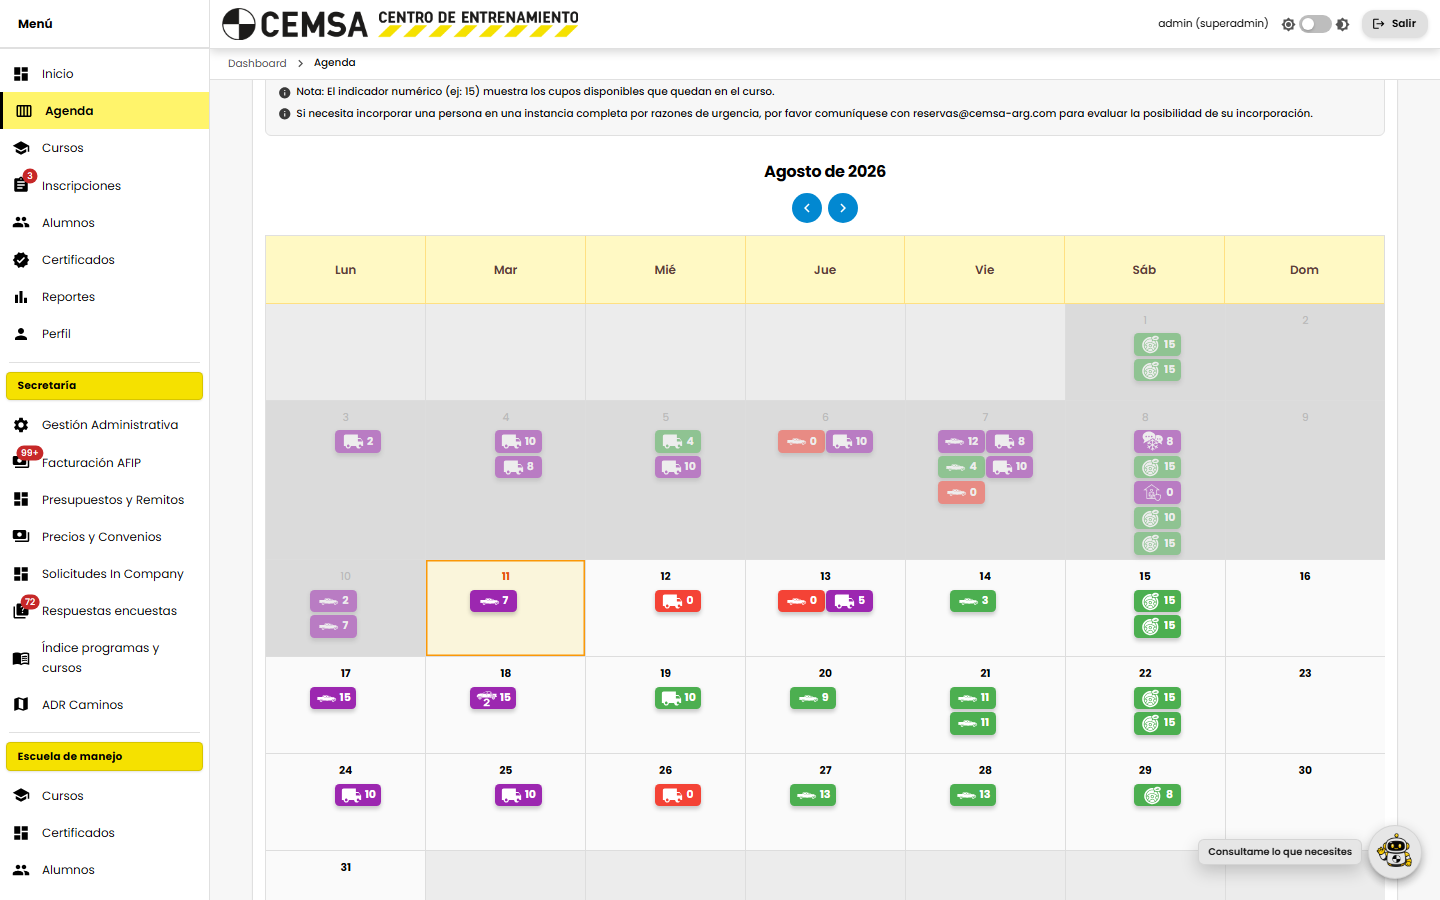 Menú
CEMSA CENTRO DE ENTRENAMIENTO
admin (superadmin)
Salir
Dashboard > Agenda
Inicio
Agenda
Cursos
3
Inscripciones
Alumnos
Certificados
Reportes
Perfil
Secretaría
Gestión Administrativa
99+
Facturación AFIP
Presupuestos y Remitos
Precios y Convenios
Solicitudes In Company
72
Respuestas encuestas
Índice programas y
cursos
ADR Caminos
Escuela de manejo
Cursos
Certificados
Alumnos
Nota: El indicador numérico (ej: 15) muestra los cupos disponibles que quedan en el curso.
Si necesita incorporar una persona en una instancia completa por razones de urgencia, por favor comuníquese con reservas@cemsa-arg.com para evaluar la posibilidad de su incorporación.
Agosto de 2026
Lun Mar Mié Jue Vie Sáb Dom
1 2
15
15
3 4 5 6 7 8 9
2 10 4 0 10 12 8 8
8 10 4 10 15
0 0
10
15
10 11 12 13 14 15 16
2 7 0 0 5 3 15
7 15
17 18 19 20 21 22 23
15 2 15 10 9 11 15
11 15
24 25 26 27 28 29 30
10 10 0 13 13 8
31
Consultame lo que necesites